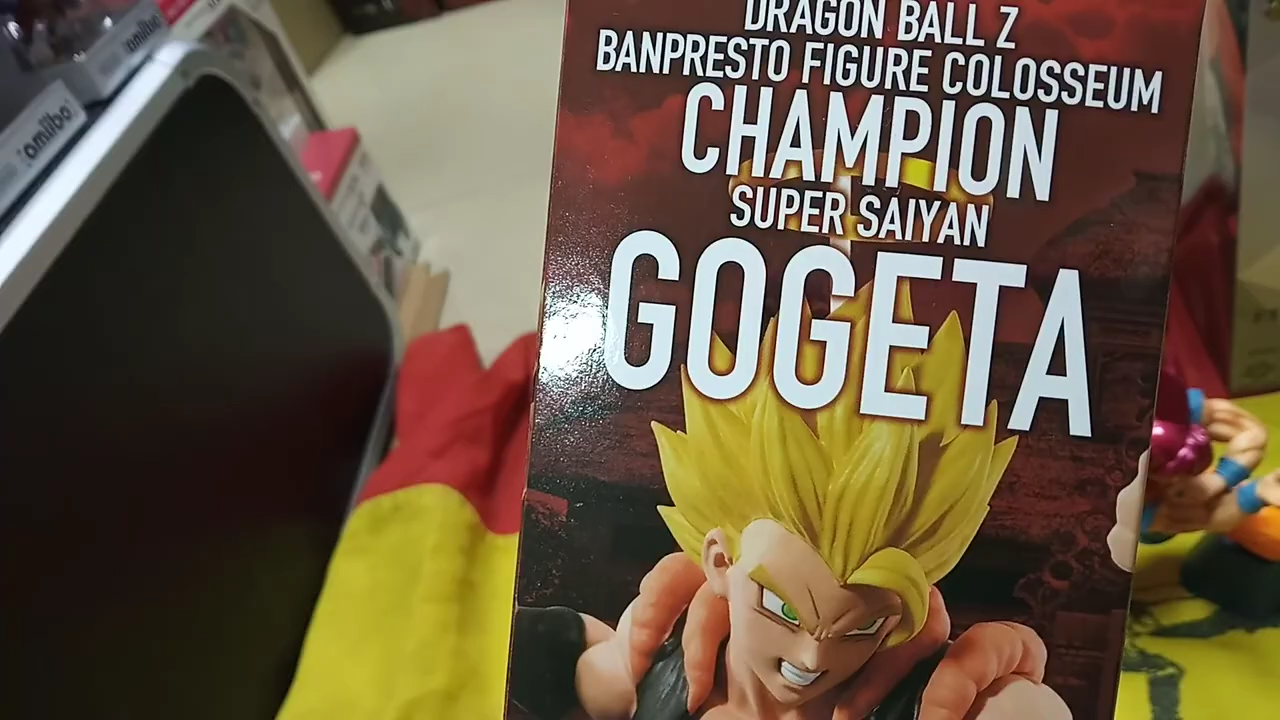 amiibo
amiibo
DRAGON BALL Z
BANPRESTO FIGURE COLOSSEUM
CHAMPION
SUPER SAIYAN
GOGETA